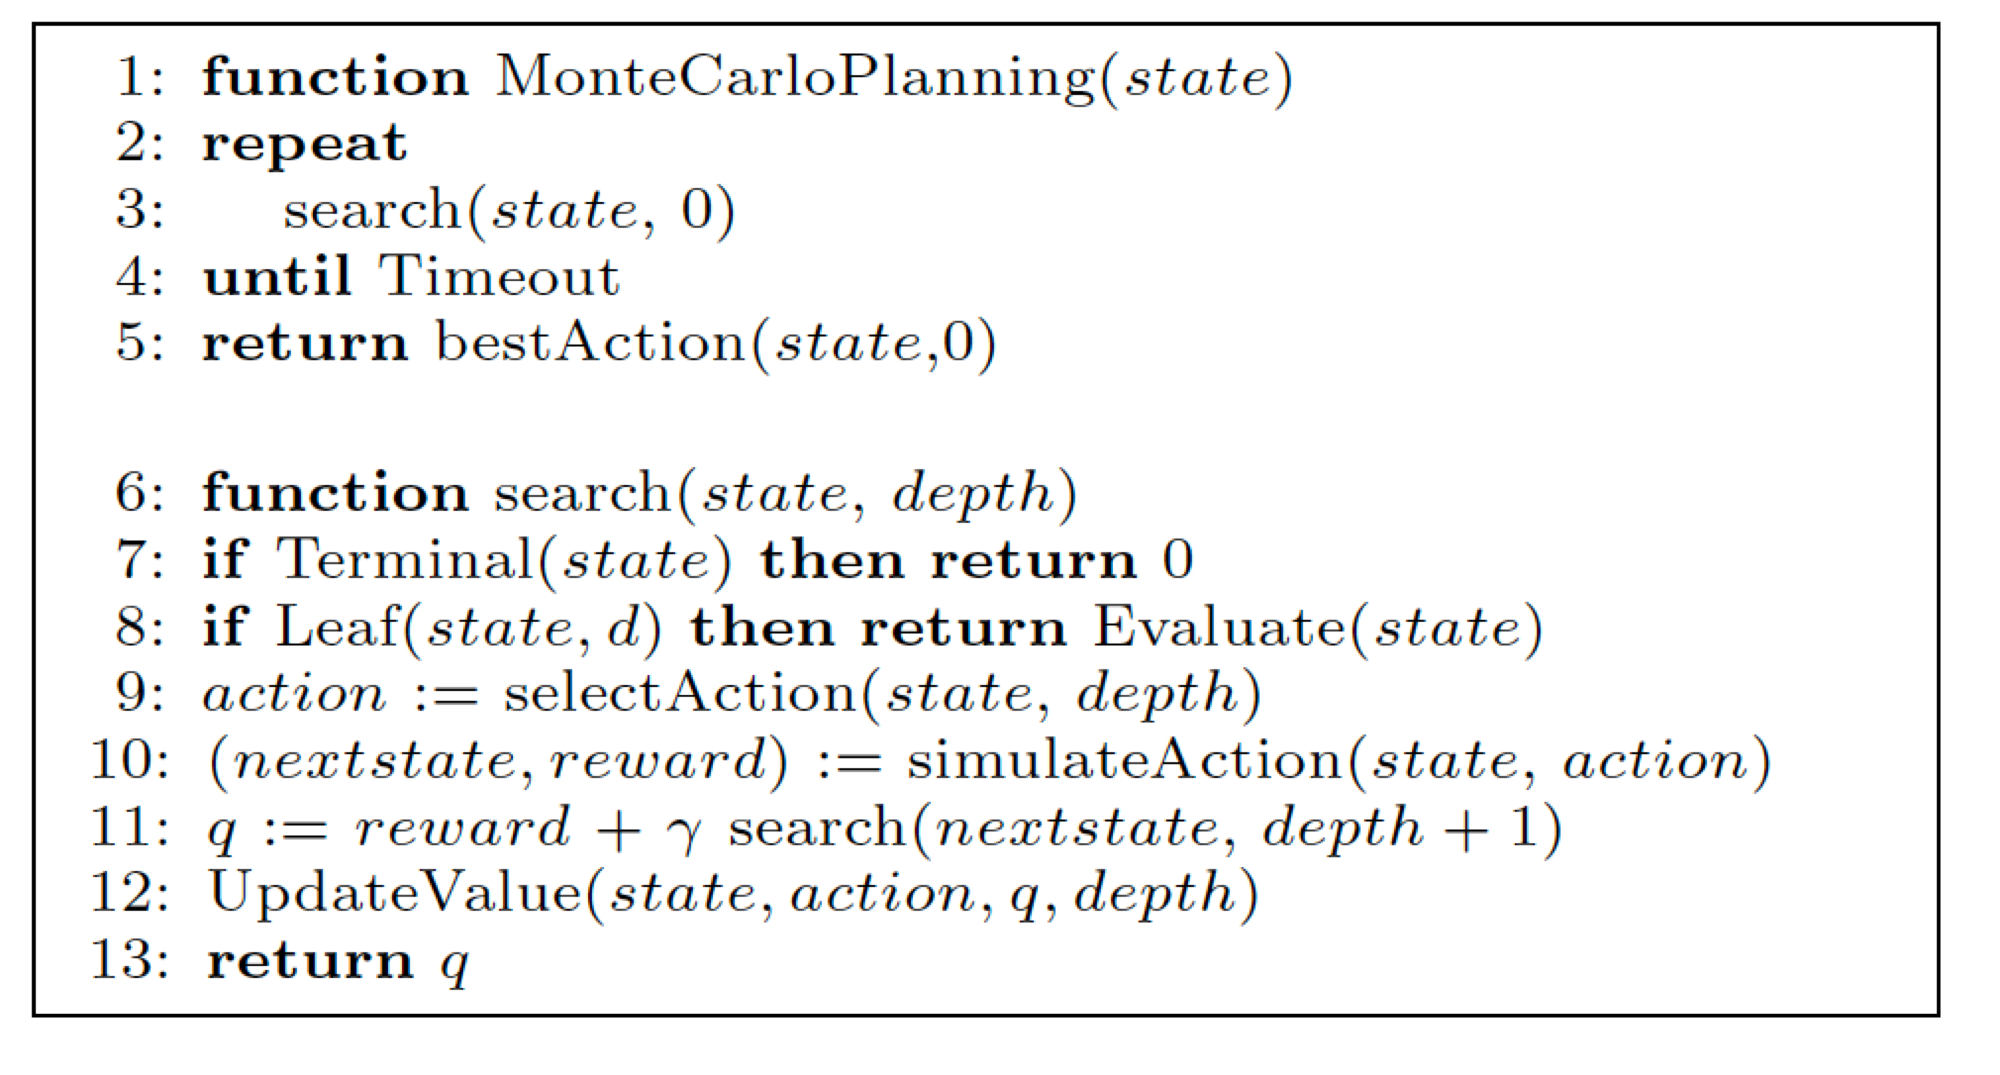 1: function MonteCarloPlanning(state)
2: repeat
3: search(state, 0)
4: until Timeout
5: return bestAction(state,0)
6: function search(state, depth)
7: if Terminal(state) then return 0
8: if Leaf(state, d) then return Evaluate(state)
9: action := selectAction(state, depth)
10: (nextstate, reward) := simulateAction(state, action)
11: q := reward + γ search(nextstate, depth + 1)
12: UpdateValue(state, action, q, depth)
13: return q